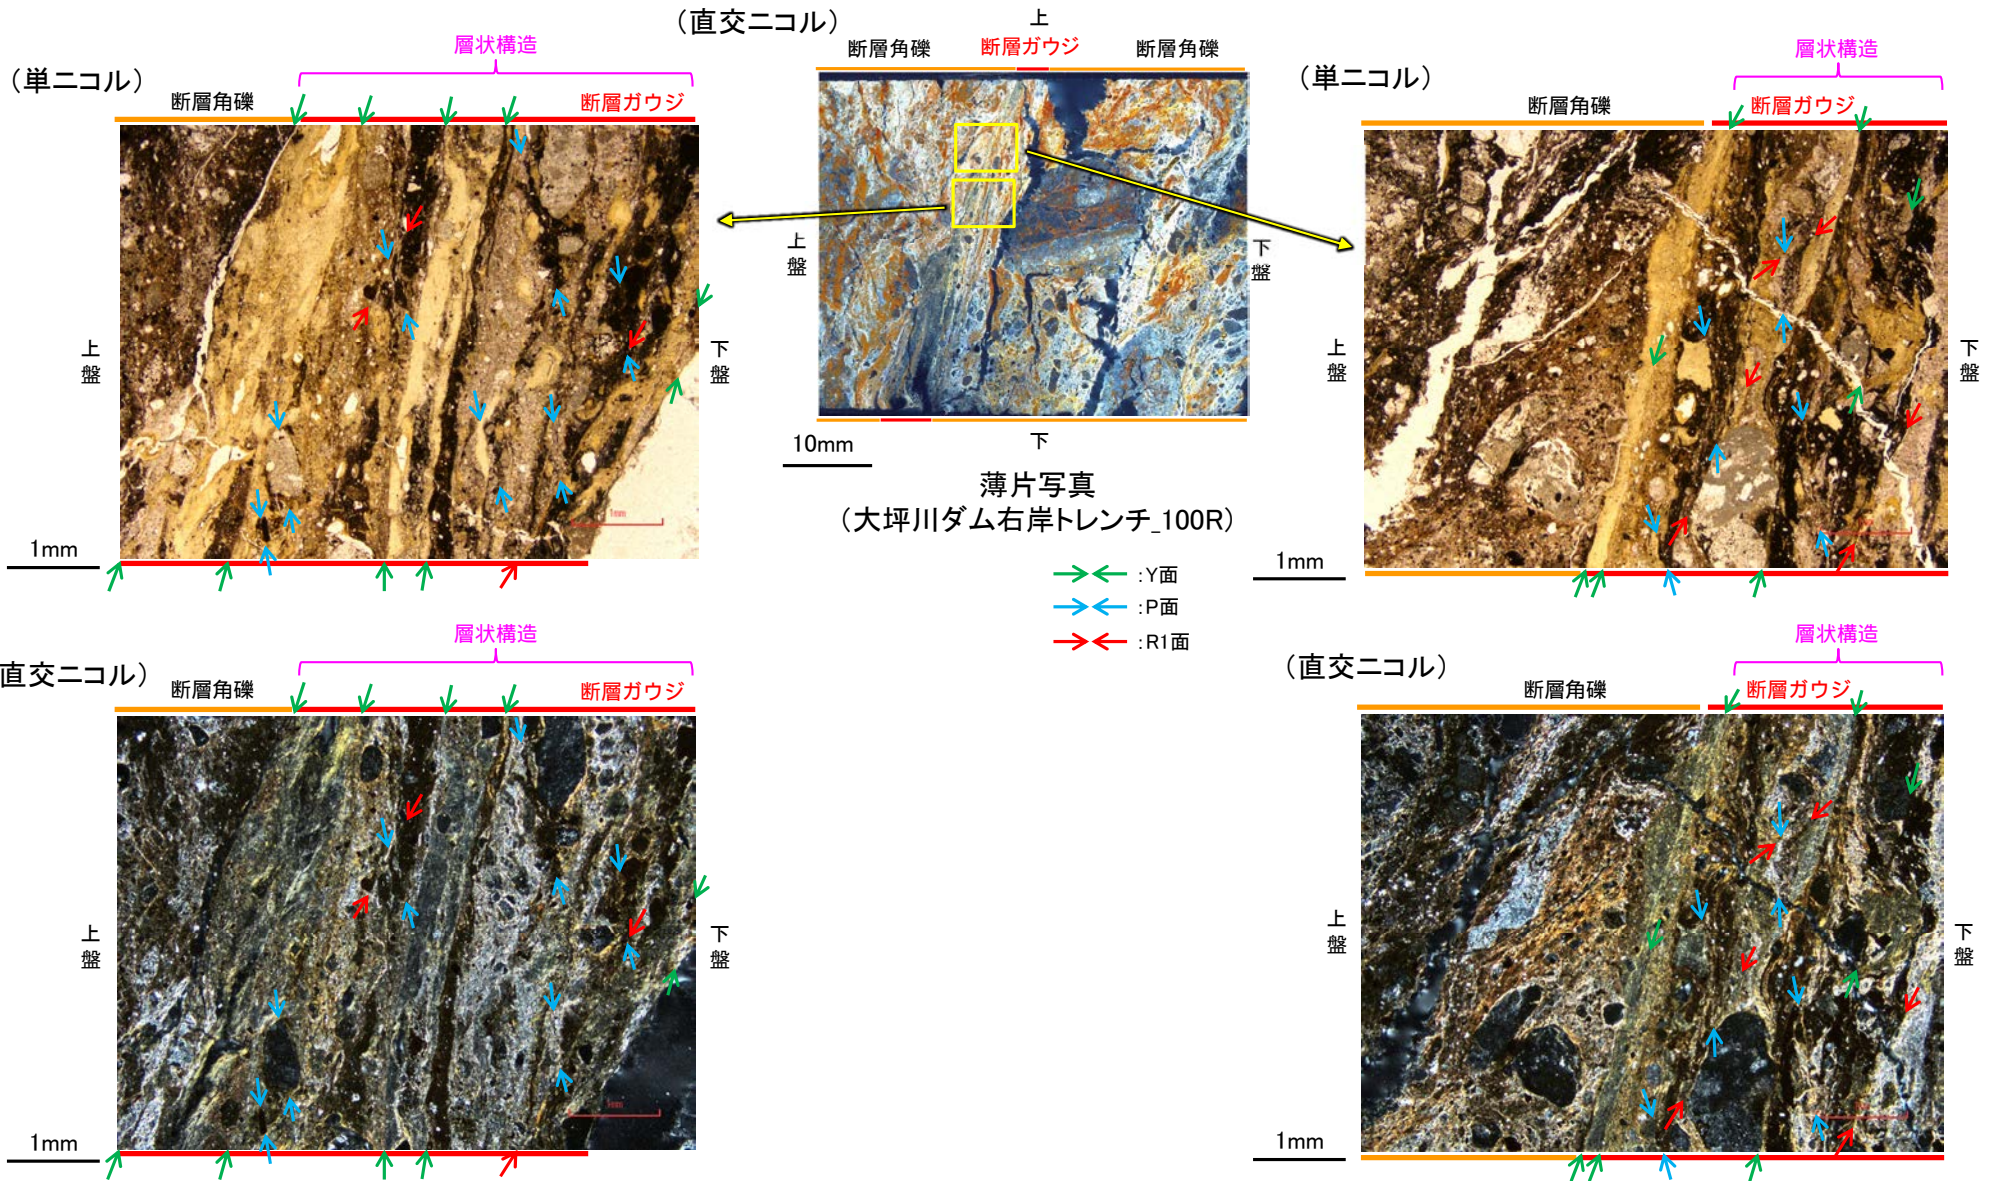 （直交ニコル）
上
断層角礫
断層ガウジ
断層角礫
上盤
下盤
10mm
下
薄片写真
（大坪川ダム右岸トレンチ_100R）
:Y面
:P面
:R1面
（単ニコル）
層状構造
断層角礫
断層ガウジ
上盤
下盤
1mm
1mm
（単ニコル）
層状構造
断層角礫
断層ガウジ
上盤
下盤
1mm
直交ニコル）
層状構造
断層角礫
断層ガウジ
上盤
下盤
1mm
（直交ニコル）
層状構造
断層角礫
断層ガウジ
上盤
下盤
1mm